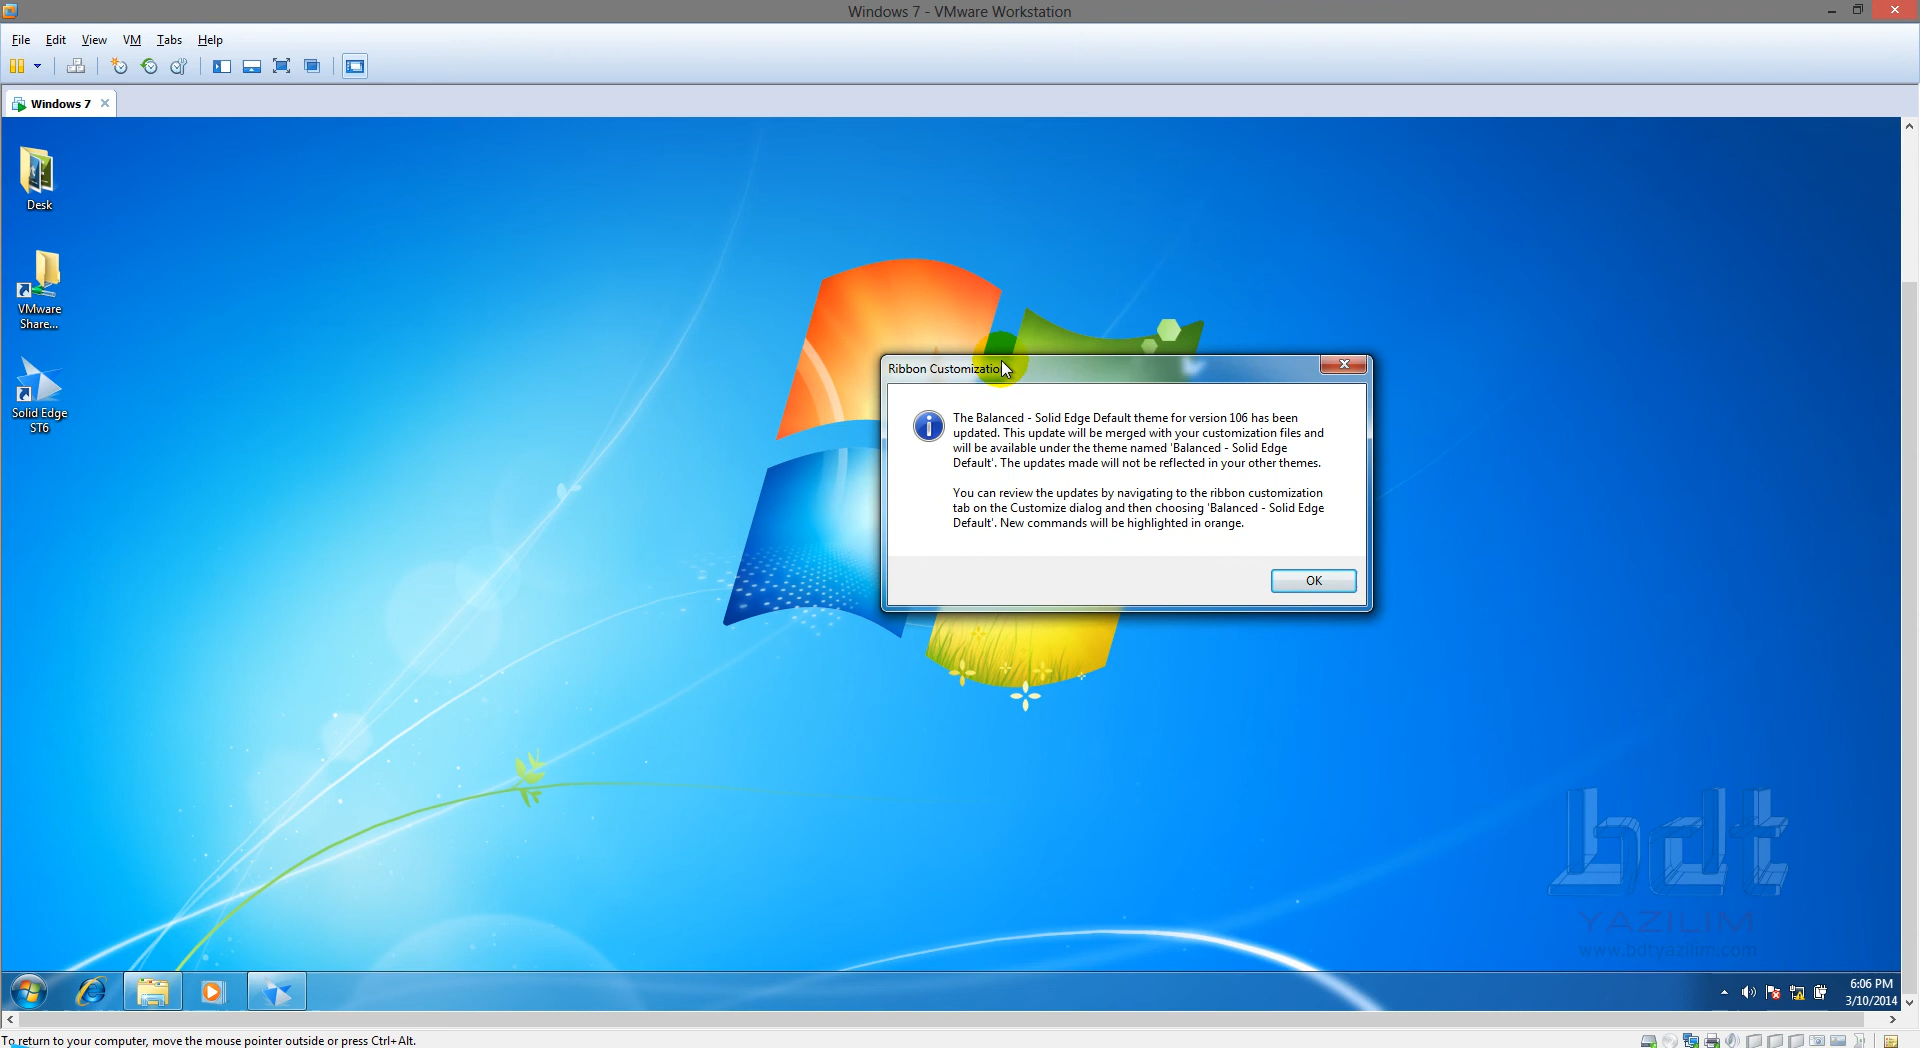 Windows 7 - VMware Workstation
File Edit View VM Tabs Help
Windows 7
Desk
VMware
Share...
Solid Edge
ST6
Ribbon Customization
The Balanced - Solid Edge Default theme for version 106 has been
updated. This update will be merged with your customization files and
will be available under the theme named 'Balanced - Solid Edge
Default'. The updates made will not be reflected in your other themes.
You can review the updates by navigating to the ribbon customization
tab on the Customize dialog and then choosing 'Balanced - Solid Edge
Default'. New commands will be highlighted in orange.
OK
bdt
YAZILIM
www.bdtyazilim.com
6:06 PM
3/10/2014
To return to your computer, move the mouse pointer outside or press Ctrl+Alt.